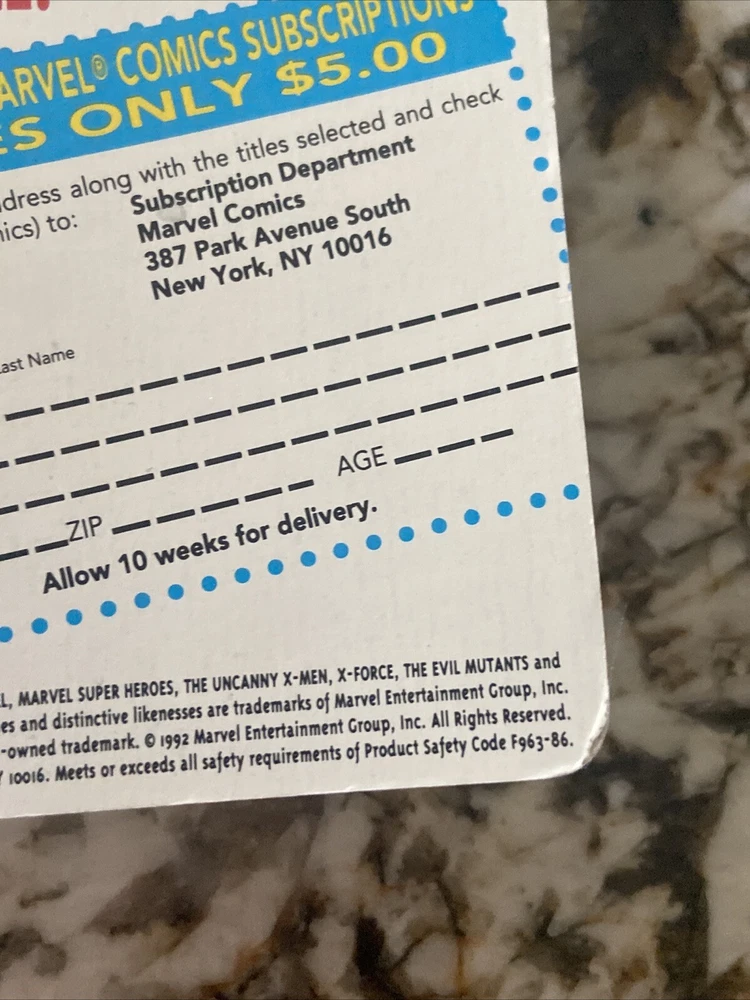 ARVEL® COMICS SUBSCRIPTIONS
ES ONLY $5.00
dress along with the titles selected and check
ics) to:
Subscription Department
Marvel Comics
387 Park Avenue South
New York, NY 10016
ast Name
ZIP
AGE
Allow 10 weeks for delivery.
L, MARVEL SUPER HEROES, THE UNCANNY X-MEN, X-FORCE, THE EVIL MUTANTS and
es and distinctive likenesses are trademarks of Marvel Entertainment Group, Inc.
-owned trademark. © 1992 Marvel Entertainment Group, Inc. All Rights Reserved.
10016. Meets or exceeds all safety requirements of Product Safety Code F963-86.